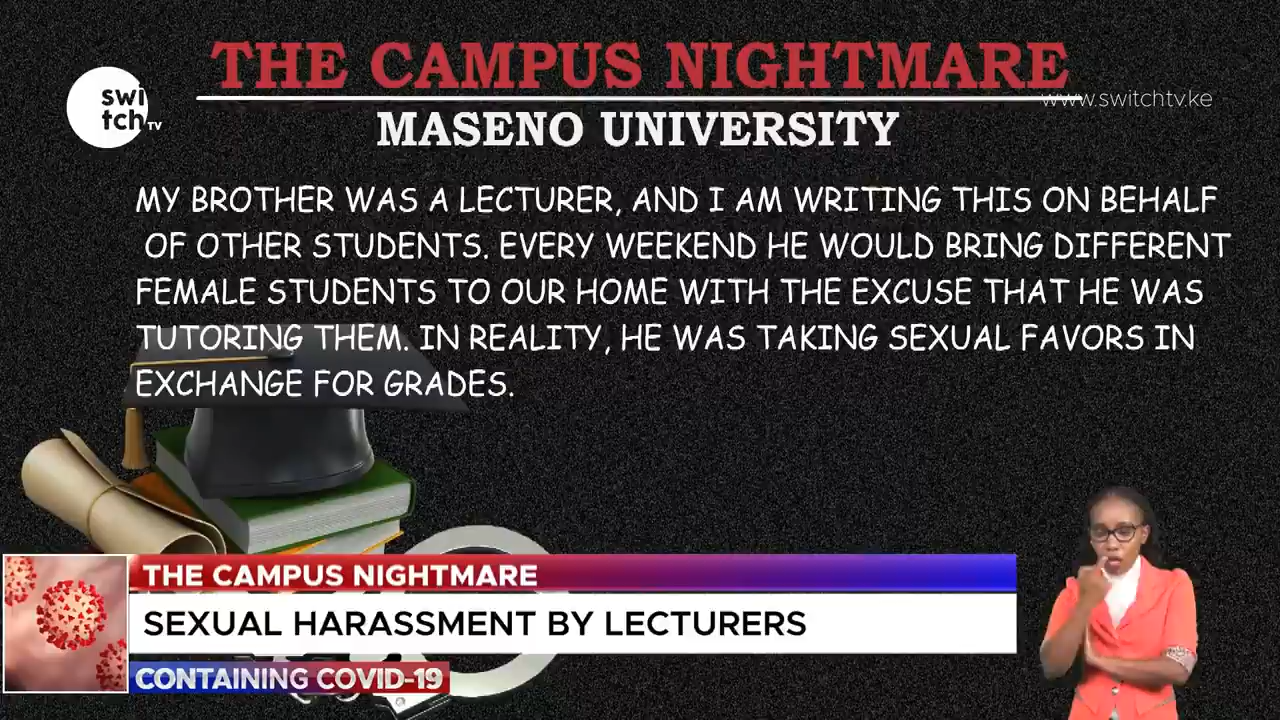 THE CAMPUS NIGHTMARE
switch TV
www.switchtv.ke
MASENO UNIVERSITY
MY BROTHER WAS A LECTURER, AND I AM WRITING THIS ON BEHALF
OF OTHER STUDENTS. EVERY WEEKEND HE WOULD BRING DIFFERENT
FEMALE STUDENTS TO OUR HOME WITH THE EXCUSE THAT HE WAS
TUTORING THEM. IN REALITY, HE WAS TAKING SEXUAL FAVORS IN
EXCHANGE FOR GRADES.
THE CAMPUS NIGHTMARE
SEXUAL HARASSMENT BY LECTURERS
CONTAINING COVID-19